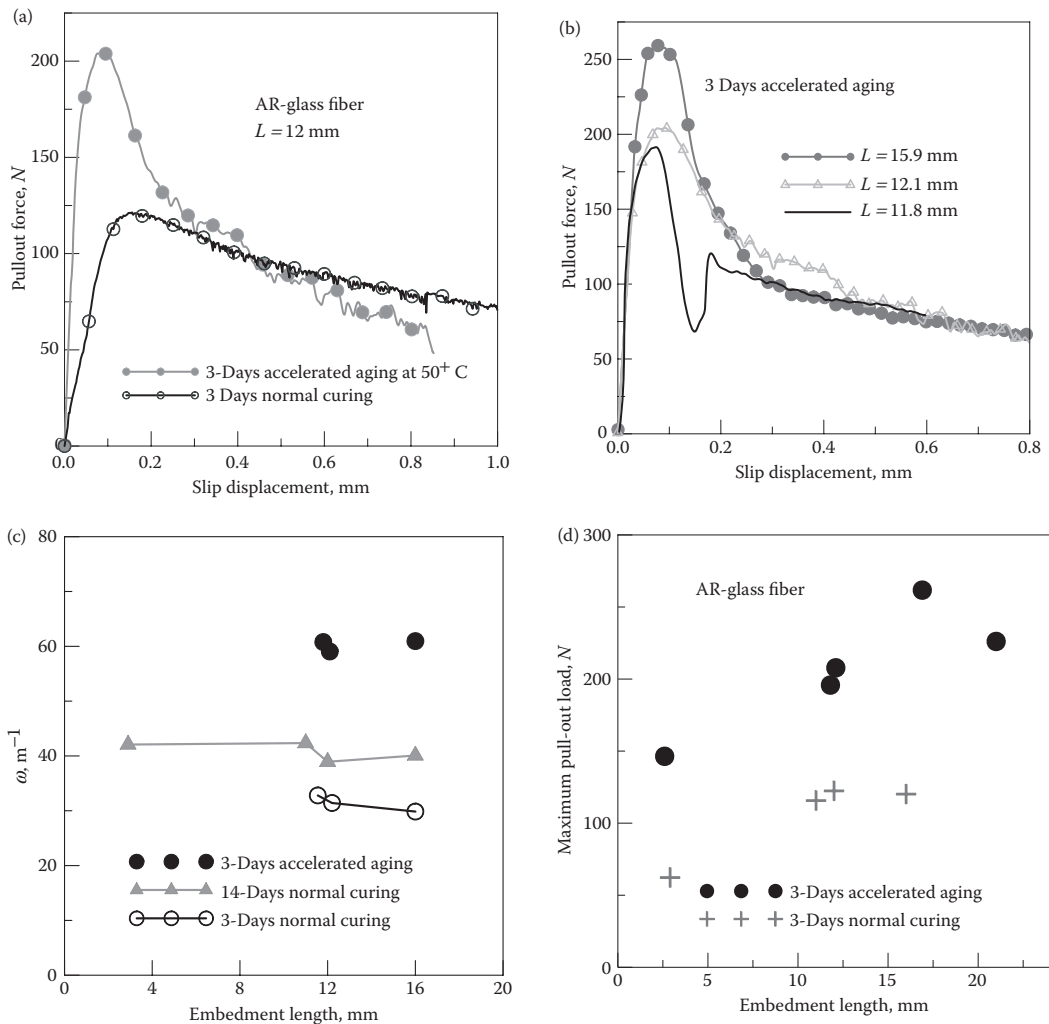 (a)
200
150
100
50
0
0.0 0.2 0.4 0.6 0.8 1.0
Pullout force, N
Slip displacement, mm
AR-glass fiber
L = 12 mm
3-Days accelerated aging at 50+ C
3 Days normal curing
(b)
250
200
150
100
50
0
0.0 0.2 0.4 0.6 0.8
Pullout force, N
Slip displacement, mm
3 Days accelerated aging
L = 15.9 mm
L = 12.1 mm
L = 11.8 mm
(c)
80
60
40
20
0
0 4 8 12 16 20
ω, m−1
Embedment length, mm
3-Days accelerated aging
14-Days normal curing
3-Days normal curing
(d)
300
200
100
0
0 5 10 15 20
Maximum pull-out load, N
Embedment length, mm
AR-glass fiber
3-Days accelerated aging
3-Days normal curing